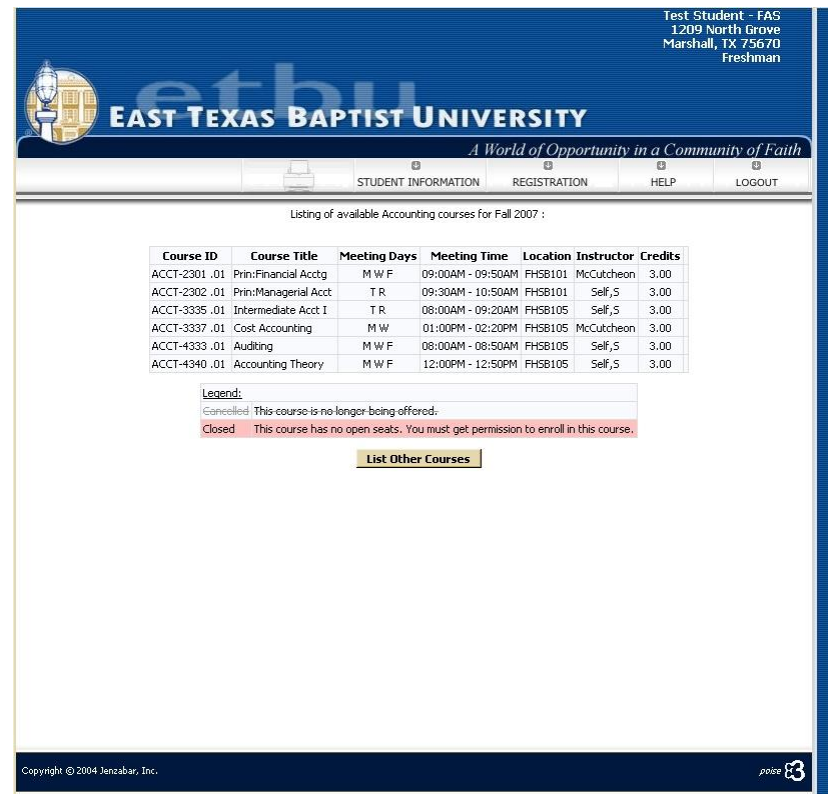 Test Student - FAS
1209 North Grove
Marshall, TX 75670
Freshman
etbu
EAST TEXAS BAPTIST UNIVERSITY
A World of Opportunity in a Community of Faith
STUDENT INFORMATION REGISTRATION HELP LOGOUT
Listing of available Accounting courses for Fall 2007 :
Course ID Course Title Meeting Days Meeting Time Location Instructor Credits
ACCT-2301 .01 Prin:Financial Acctg M W F 09:00AM - 09:50AM FHSB101 McCutcheon 3.00
ACCT-2302 .01 Prin:Managerial Acct T R 09:30AM - 10:50AM FHSB101 Self,S 3.00
ACCT-3335 .01 Intermediate Acct I T R 08:00AM - 09:20AM FHSB105 Self,S 3.00
ACCT-3337 .01 Cost Accounting M W 01:00PM - 02:20PM FHSB105 McCutcheon 3.00
ACCT-4333 .01 Auditing M W F 08:00AM - 08:50AM FHSB105 Self,S 3.00
ACCT-4340 .01 Accounting Theory M W F 12:00PM - 12:50PM FHSB105 Self,S 3.00
Legend:
Cancelled This course is no longer being offered.
Closed This course has no open seats. You must get permission to enroll in this course.
List Other Courses
Copyright © 2004 Jenzabar, Inc. poise